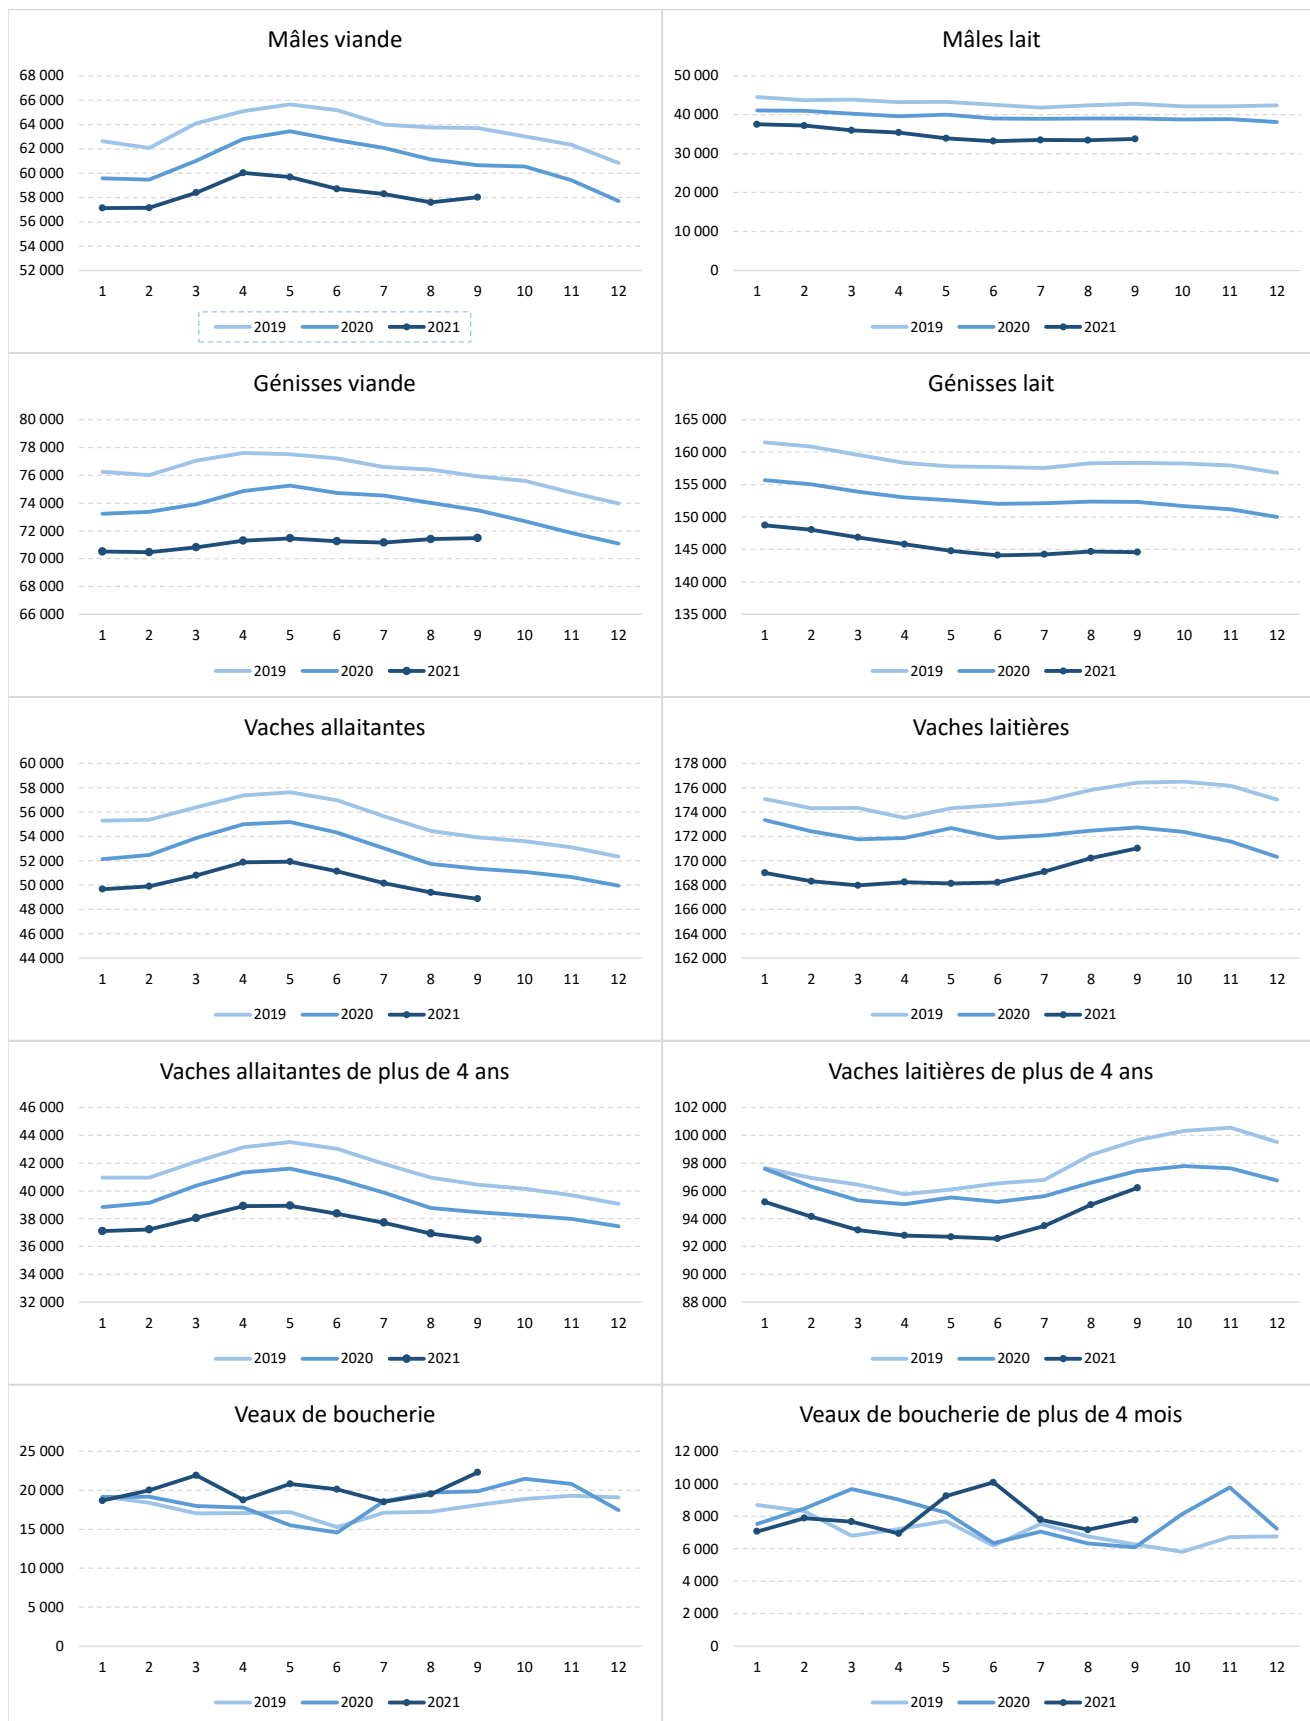 Mâles viande
68 000
66 000
64 000
62 000
60 000
58 000
56 000
54 000
52 000
1 2 3 4 5 6 7 8 9 10 11 12
2019 2020 2021
Mâles lait
50 000
40 000
30 000
20 000
10 000
0
1 2 3 4 5 6 7 8 9 10 11 12
2019 2020 2021
Génisses viande
80 000
78 000
76 000
74 000
72 000
70 000
68 000
66 000
1 2 3 4 5 6 7 8 9 10 11 12
2019 2020 2021
Génisses lait
165 000
160 000
155 000
150 000
145 000
140 000
135 000
1 2 3 4 5 6 7 8 9 10 11 12
2019 2020 2021
Vaches allaitantes
60 000
58 000
56 000
54 000
52 000
50 000
48 000
46 000
44 000
1 2 3 4 5 6 7 8 9 10 11 12
2019 2020 2021
Vaches laitières
178 000
176 000
174 000
172 000
170 000
168 000
166 000
164 000
162 000
1 2 3 4 5 6 7 8 9 10 11 12
2019 2020 2021
Vaches allaitantes de plus de 4 ans
46 000
44 000
42 000
40 000
38 000
36 000
34 000
32 000
1 2 3 4 5 6 7 8 9 10 11 12
2019 2020 2021
Vaches laitières de plus de 4 ans
102 000
100 000
98 000
96 000
94 000
92 000
90 000
88 000
1 2 3 4 5 6 7 8 9 10 11 12
2019 2020 2021
Veaux de boucherie
25 000
20 000
15 000
10 000
5 000
0
1 2 3 4 5 6 7 8 9 10 11 12
2019 2020 2021
Veaux de boucherie de plus de 4 mois
12 000
10 000
8 000
6 000
4 000
2 000
0
1 2 3 4 5 6 7 8 9 10 11 12
2019 2020 2021